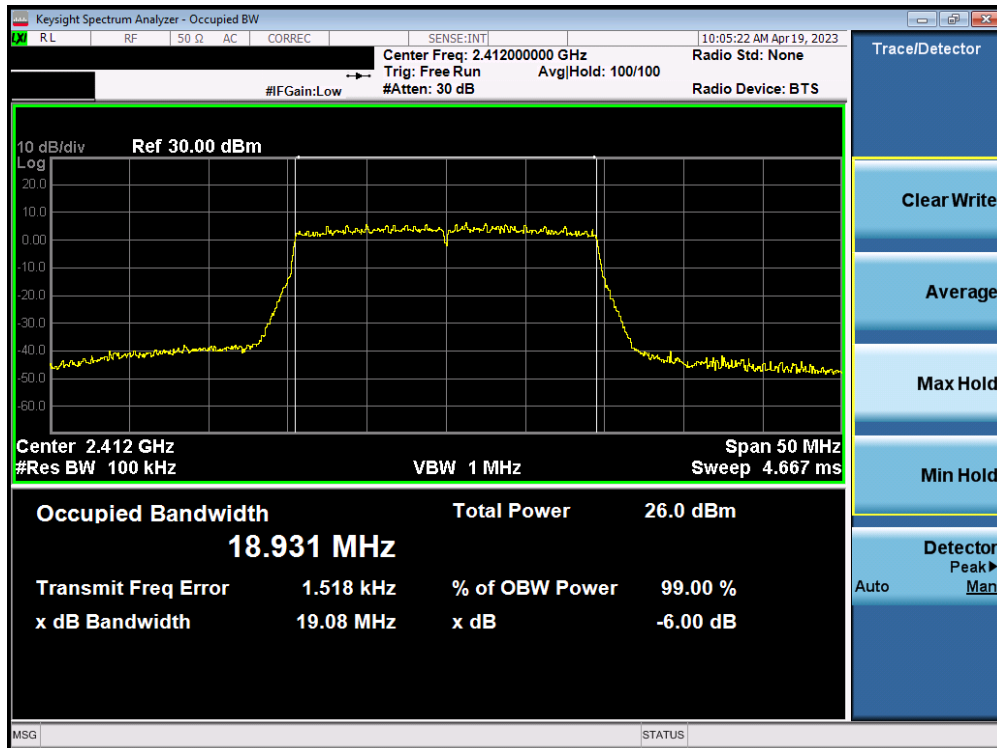 Keysight Spectrum Analyzer - Occupied BW
LXI RL RF 50 Ω AC CORREC SENSE:INT 10:05:22 AM Apr 19, 2023
Center Freq: 2.412000000 GHz Radio Std: None
Trig: Free Run Avg|Hold: 100/100
#IFGain:Low #Atten: 30 dB Radio Device: BTS
10 dB/div Ref 30.00 dBm
Log
20.0
10.0
0.00
-10.0
-20.0
-30.0
-40.0
-50.0
-60.0
Center 2.412 GHz Span 50 MHz
#Res BW 100 kHz VBW 1 MHz Sweep 4.667 ms
Occupied Bandwidth Total Power 26.0 dBm
18.931 MHz
Transmit Freq Error 1.518 kHz % of OBW Power 99.00 %
x dB Bandwidth 19.08 MHz x dB -6.00 dB
Trace/Detector
Clear Write
Average
Max Hold
Min Hold
Detector
Peak▶
Auto Man
MSG STATUS